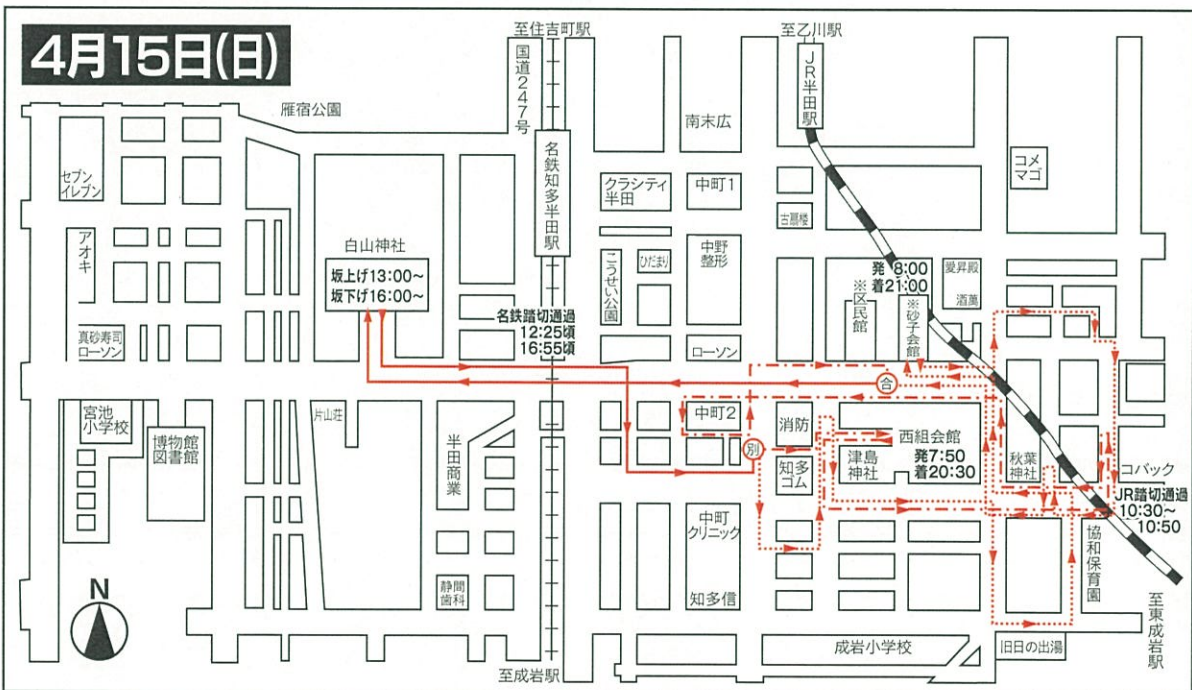 4月15日(日)
至住吉町駅
至乙川駅
国道247号
JR半田駅
雁宿公園
南末広
名鉄知多半田駅
コメマゴ
セブン
イレブン
クラシティ
半田
中町1
古扇楼
アオキ
白山神社
坂上げ13:00～
坂下げ16:00～
こうせい公園
ひだまり
中野
整形
発 8:00
着21:00
※区民館
※砂子会館
愛昇殿
酒萬
名鉄踏切通過
12:25頃
16:55頃
真砂寿司
ローソン
ローソン
合
宮池
小学校
博物館
図書館
片山荘
半田商業
中町2
別
消防
知多
ゴム
津島
神社
西組会館
発7:50
着20:30
秋葉
神社
コパック
JR踏切通過
10:30～
10:50
中町
クリニック
協和保育園
N
静間
歯科
知多信
至東成岩駅
成岩小学校
旧日の出湯
至成岩駅